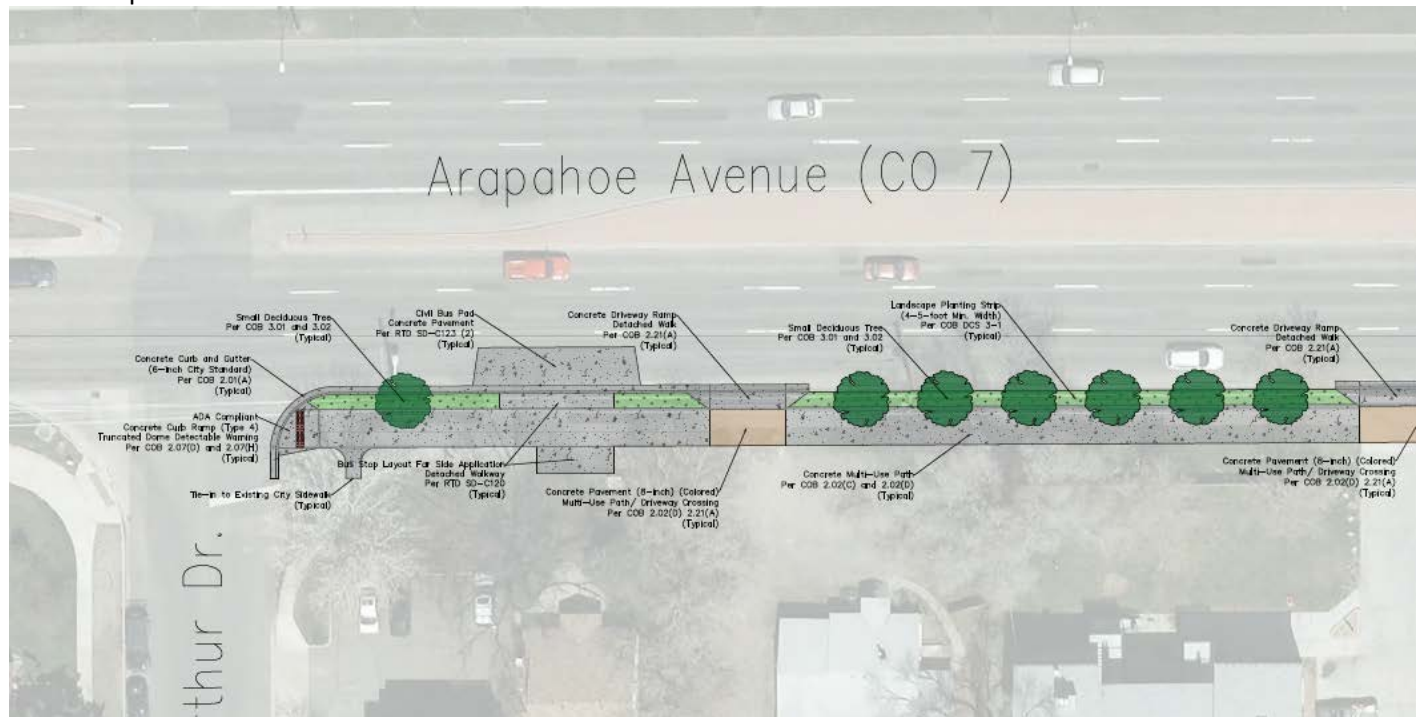 Arapahoe Avenue (CO 7)
Small Deciduous Tree
Per COB 3.01 and 3.02
(Typical)
Civil Bus Pad
Concrete Pavement
Per RTD SD-C123 (2)
(Typical)
Concrete Driveway Ramp
Detached Walk
Per COB 2.21(A)
(Typical)
Small Deciduous Tree
Per COB 3.01 and 3.02
(Typical)
Landscape Planting Strip
(4-5-foot Min. Width)
Per COB DCS 3-1
(Typical)
Concrete Driveway Ramp
Detached Walk
Per COB 2.21(A)
(Typical)
Concrete Curb and Gutter
(6-inch City Standard)
Per COB 2.01(A)
(Typical)
ADA Compliant
Concrete Curb Ramp (Type 4)
Truncated Dome Detectable Warning
Per COB 2.07(D) and 2.07(H)
(Typical)
Tie-in to Existing City Sidewalk
(Typical)
Bus Stop Layout Far Side Application
Detached Walkway
Per RTD SD-C120
(Typical)
Concrete Pavement (8-inch) (Colored)
Multi-Use Path/ Driveway Crossing
Per COB 2.02(D) 2.21(A)
(Typical)
Concrete Multi-Use Path
Per COB 2.02(C) and 2.02(D)
(Typical)
Concrete Pavement (8-inch) (Colored)
Multi-Use Path/ Driveway Crossing
Per COB 2.02(D) 2.21(A)
(Typical)
rthur Dr.